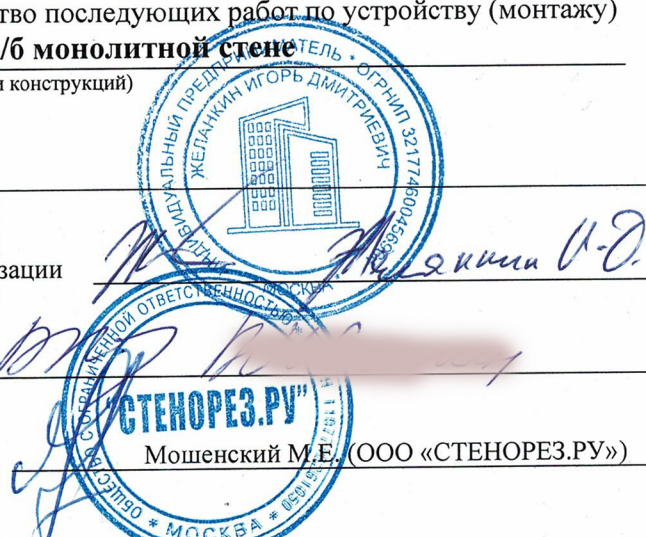 тво последующих работ по устройству (монтажу)
/б монолитной стене
и конструкций)
ИНДИВИДУАЛЬНЫЙ ПРЕДПРИНИМАТЕЛЬ * ОГРНИП
ЖЕЛАНКИН ИГОРЬ ДМИТРИЕВИЧ
МОСКВА
зации
Желанкин И.Д.
ОБЩЕСТВО С ОГРАНИЧЕННОЙ ОТВЕТСТВЕННОСТЬЮ
"СТЕНОРЕЗ.РУ"
Мошенский М.Е. (ООО «СТЕНОРЕЗ.РУ»)
* МОСКВА *